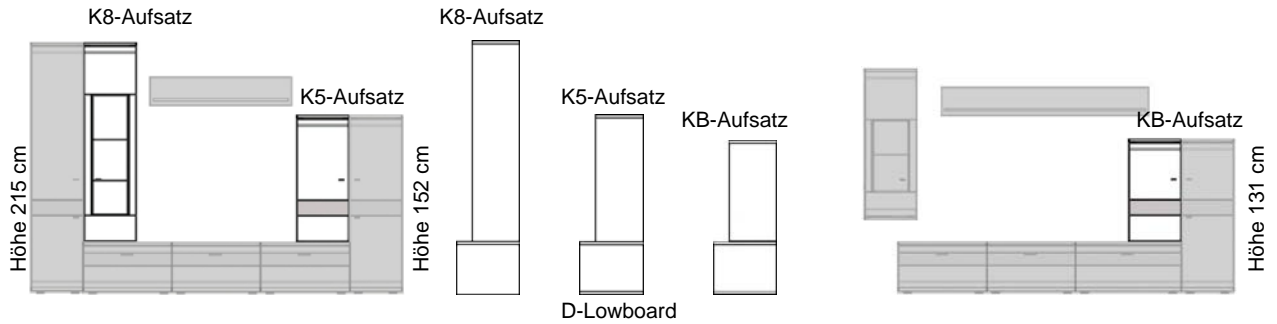 K8-Aufsatz
K5-Aufsatz
Höhe 215 cm
Höhe 152 cm
K8-Aufsatz
K5-Aufsatz
KB-Aufsatz
D-Lowboard
KB-Aufsatz
Höhe 131 cm